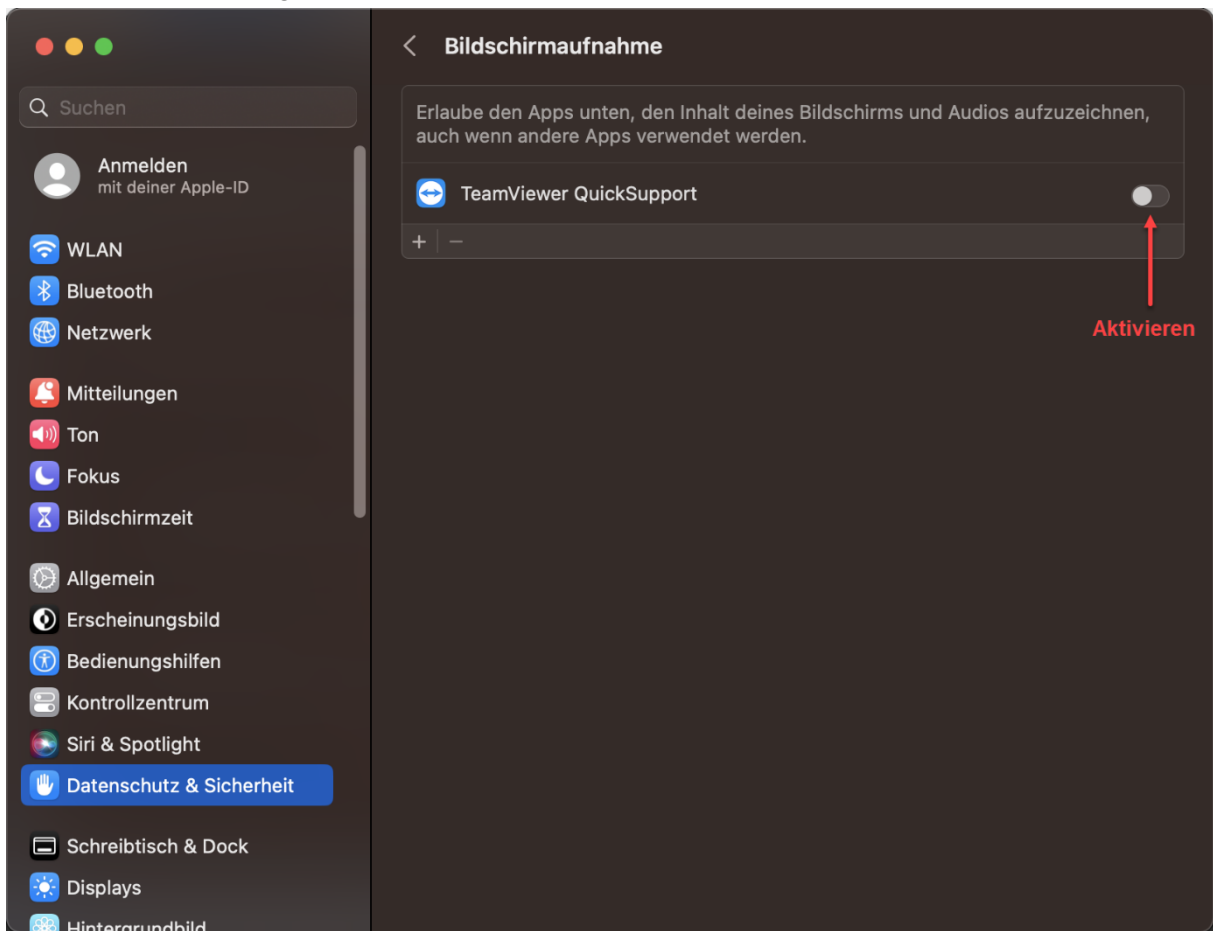 Bildschirmaufnahme
Suchen
Erlaube den Apps unten, den Inhalt deines Bildschirms und Audios aufzuzeichnen,
auch wenn andere Apps verwendet werden.
Anmelden
mit deiner Apple-ID
TeamViewer QuickSupport
+ | −
WLAN
Bluetooth
Netzwerk
Aktivieren
Mitteilungen
Ton
Fokus
Bildschirmzeit
Allgemein
Erscheinungsbild
Bedienungshilfen
Kontrollzentrum
Siri & Spotlight
Datenschutz & Sicherheit
Schreibtisch & Dock
Displays
Hintergrundbild